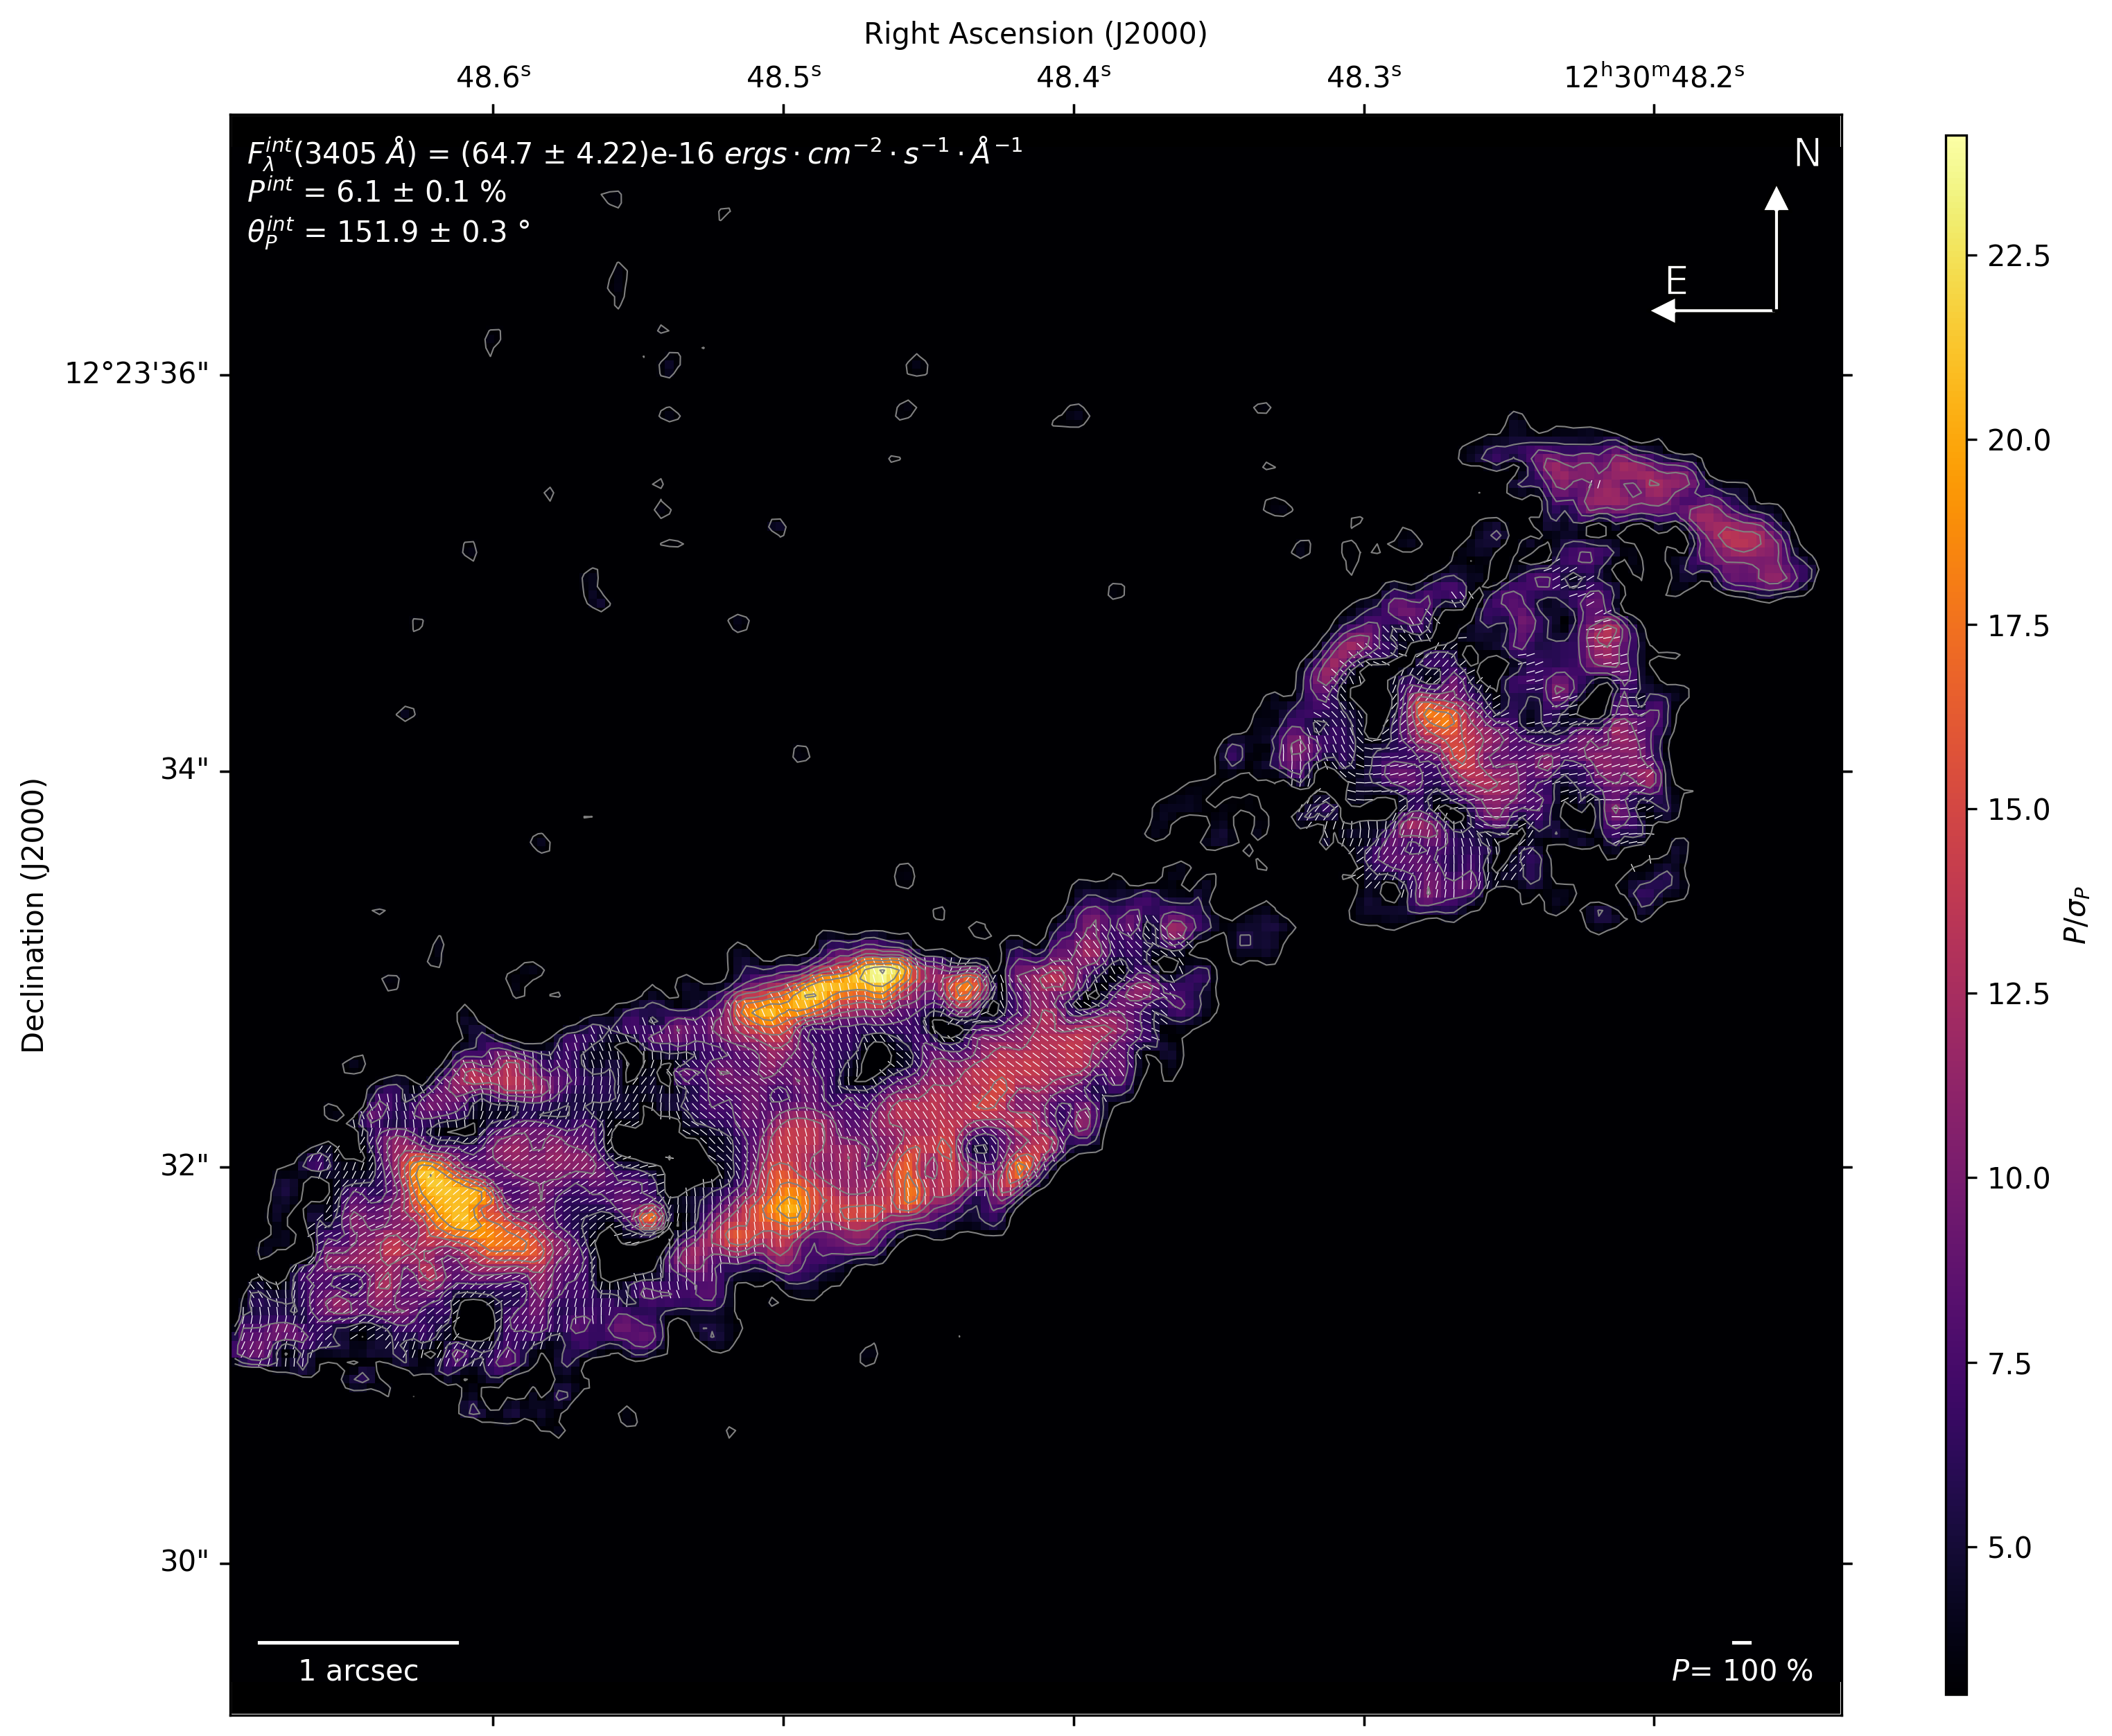 Right Ascension (J2000)
48.6ˢ 48.5ˢ 48.4ˢ 48.3ˢ 12ʰ30ᵐ48.2ˢ
F_λ^int(3405 Å) = (64.7 ± 4.22)e-16 ergs · cm⁻² · s⁻¹ · Å⁻¹
P^int = 6.1 ± 0.1 %
θ_P^int = 151.9 ± 0.3 °
N
E
12°23'36"
34"
32"
30"
Declination (J2000)
1 arcsec
P= 100 %
22.5
20.0
17.5
15.0
12.5
10.0
7.5
5.0
P/σ_P